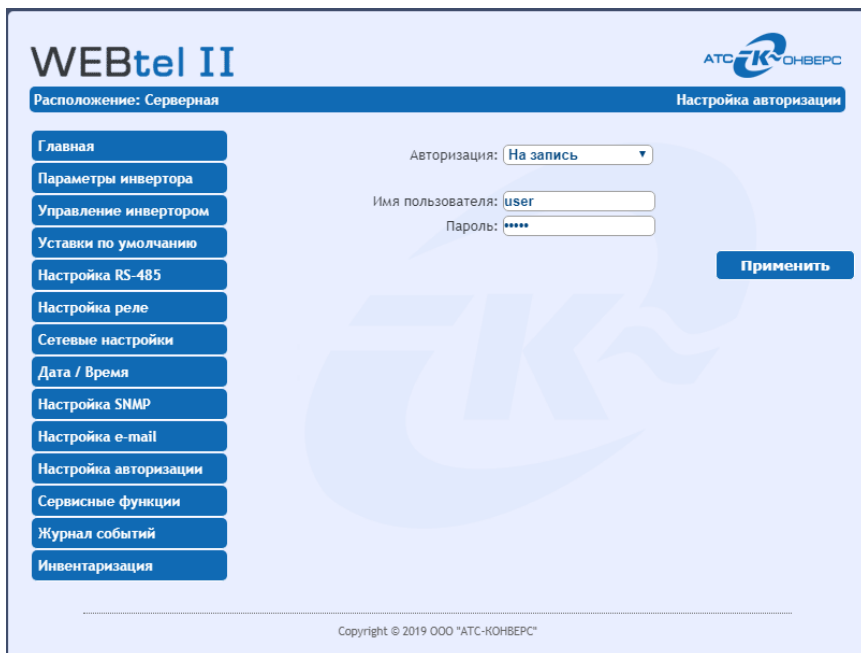 WEBtel II
АТС КОНВЕРС
Расположение: Серверная
Настройка авторизации
Главная
Параметры инвертора
Управление инвертором
Уставки по умолчанию
Настройка RS-485
Настройка реле
Сетевые настройки
Дата / Время
Настройка SNMP
Настройка e-mail
Настройка авторизации
Сервисные функции
Журнал событий
Инвентаризация
Авторизация: На запись
Имя пользователя: user
Пароль: •••••
Применить
Copyright © 2019 ООО "АТС-КОНВЕРС"